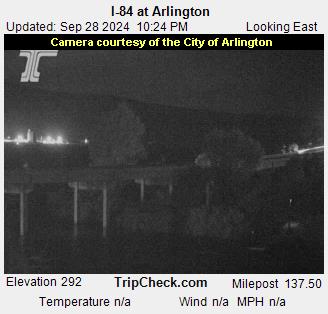 I-84 at Arlington
Updated: Sep 28 2024 10:24 PM Looking East
Camera courtesy of the City of Arlington
Elevation 292 TripCheck.com Milepost 137.50
Temperature n/a Wind n/a MPH n/a